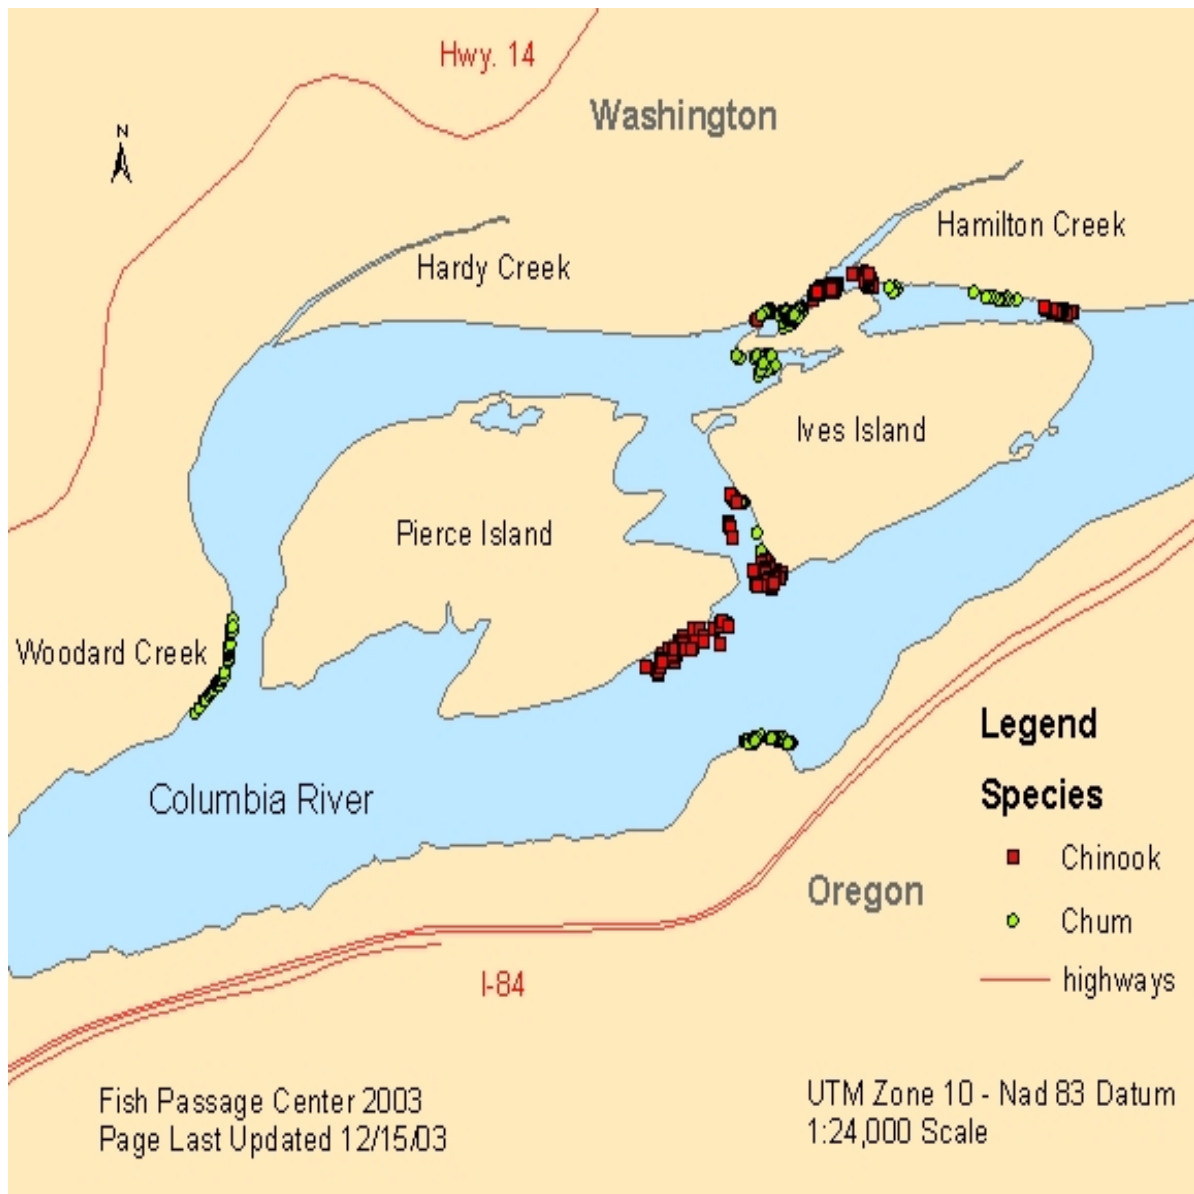 Hwy. 14
Washington
N
Hamilton Creek
Hardy Creek
Ives Island
Pierce Island
Woodard Creek
Legend
Columbia River
Species
Chinook
Oregon
Chum
I-84
highways
Fish Passage Center 2003
Page Last Updated 12/15/03
UTM Zone 10 - Nad 83 Datum
1:24,000 Scale